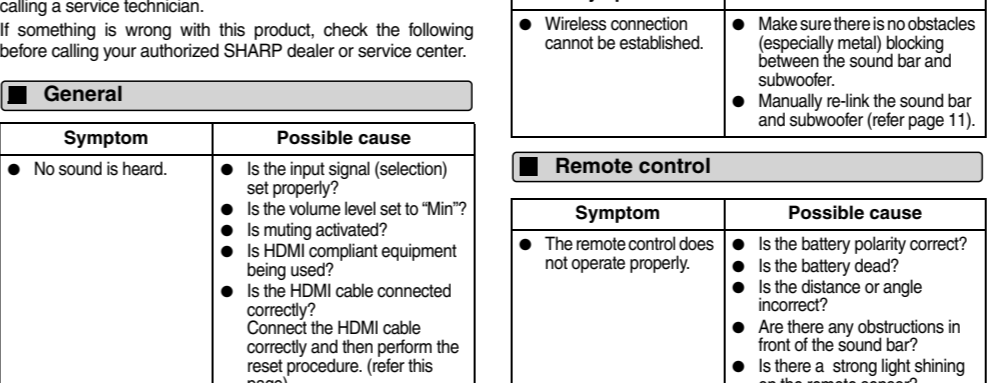 calling a service technician.
If something is wrong with this product, check the following
before calling your authorized SHARP dealer or service center.
General
Symptom
Possible cause
● No sound is heard.
● Is the input signal (selection)
set properly?
● Is the volume level set to “Min”?
● Is muting activated?
● Is HDMI compliant equipment
being used?
● Is the HDMI cable connected
correctly?
Connect the HDMI cable
correctly and then perform the
reset procedure. (refer this
page)
● Wireless connection
cannot be established.
● Make sure there is no obstacles
(especially metal) blocking
between the sound bar and
subwoofer.
● Manually re-link the sound bar
and subwoofer (refer page 11).
Remote control
Symptom
Possible cause
● The remote control does
not operate properly.
● Is the battery polarity correct?
● Is the battery dead?
● Is the distance or angle
incorrect?
● Are there any obstructions in
front of the sound bar?
● Is there a strong light shining
on the remote sensor?